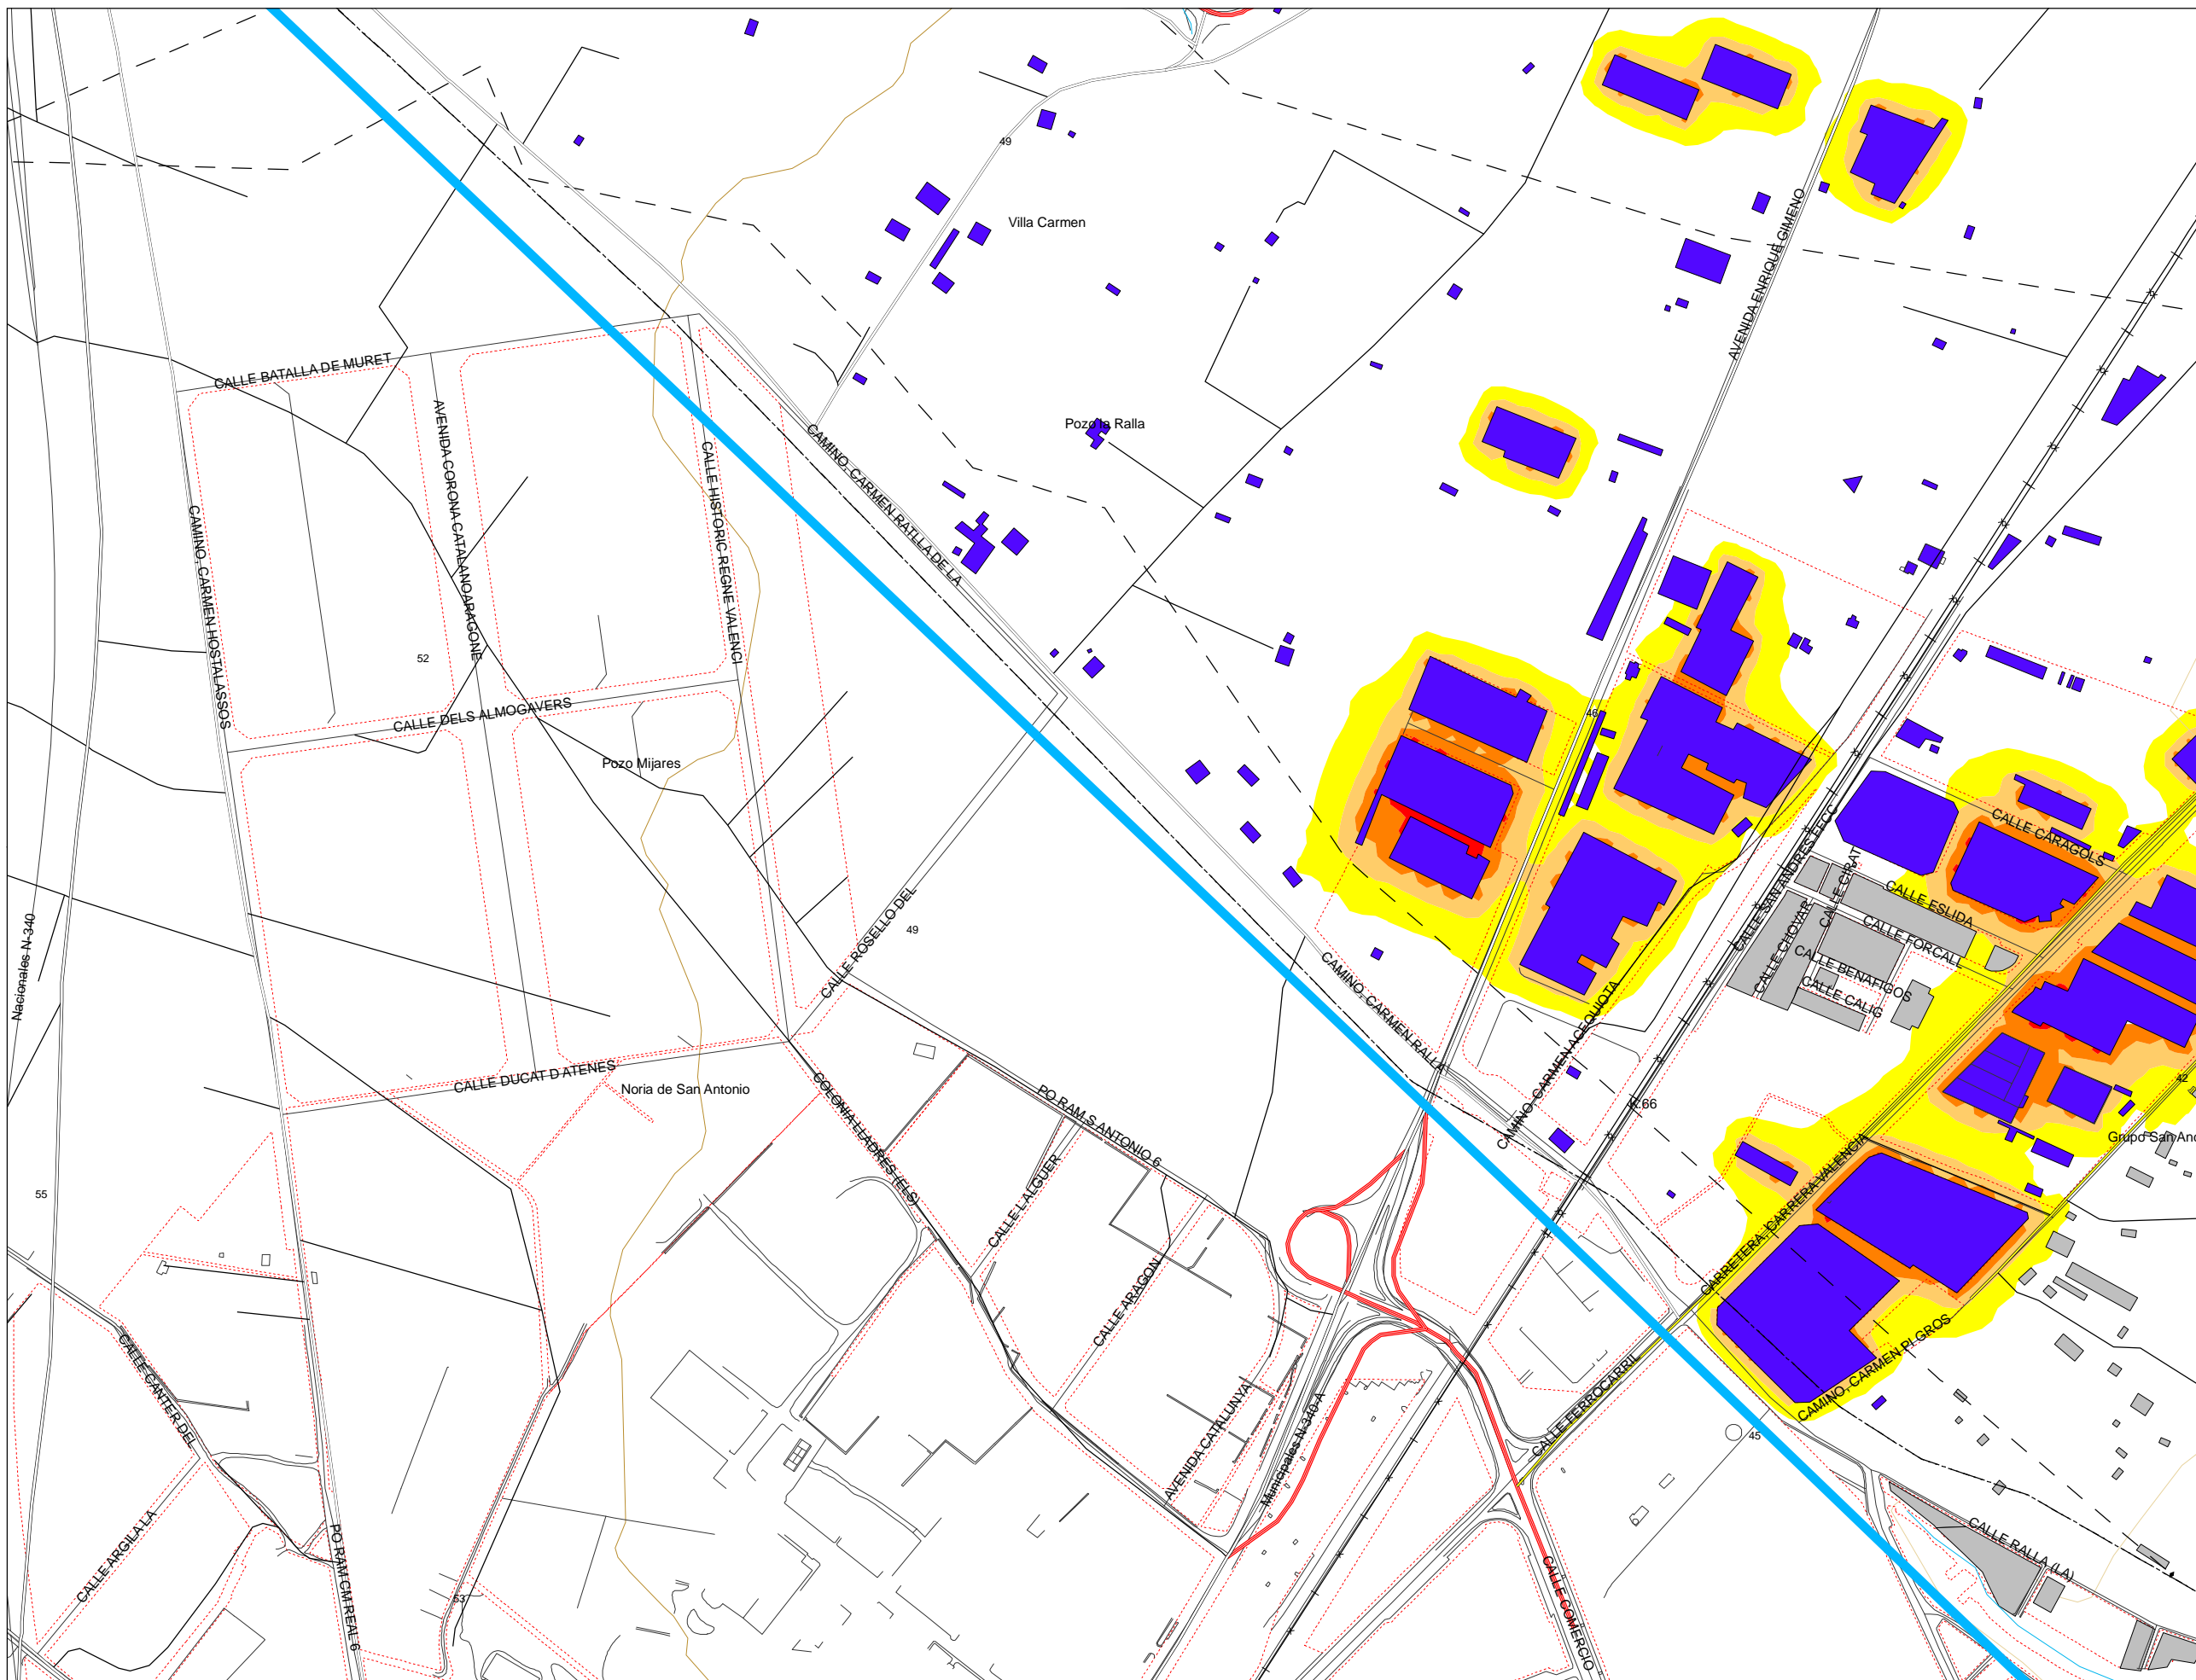 49
Villa Carmen
AVENIDA ENRIQUE GIMENO
CALLE BATALLA DE MURET
AVENIDA CORONA CATALANOARAGONE
CALLE HISTORIC REGNE VALENCI
CAMINO, CARMEN RATLLA DE LA
Pozo la Ralla
CAMINO, CARMEN HOSTALASSOS
52
CALLE DELS ALMOGAVERS
Pozo Mijares
46
CALLE CARAGOLS
CALLE SAN ANDRES EFCC
CALLE CIRAT
CALLE ESLIDA
CALLE FORCALL
CALLE CHOVAR
CALLE BENAFIGOS
CALLE CALIG
Nacionales N-340
CALLE ROSELLO DEL
49
CAMINO, CARMEN RALLA
CAMINO CARMEN ACEQUIOTA
CALLE DUCAT D'ATENES
Noria de San Antonio
COLONIA LLADRES (ELS)
PO RAM S ANTONIO 6
CALLE L'ALGUER
CALLE ARAGON
42
CARRETERA, CARRERA VALENCIA
55
CALLE CANTER DEL
AVENIDA CATALUNYA
Municipales N-340-A
CALLE FERROCARRIL
CAMINO, CARMEN PI GROS
45
CALLE ARGILA LA
PO RAM CM REAL 6
53
CALLE COMERCIO
CALLE RALLA (LA)